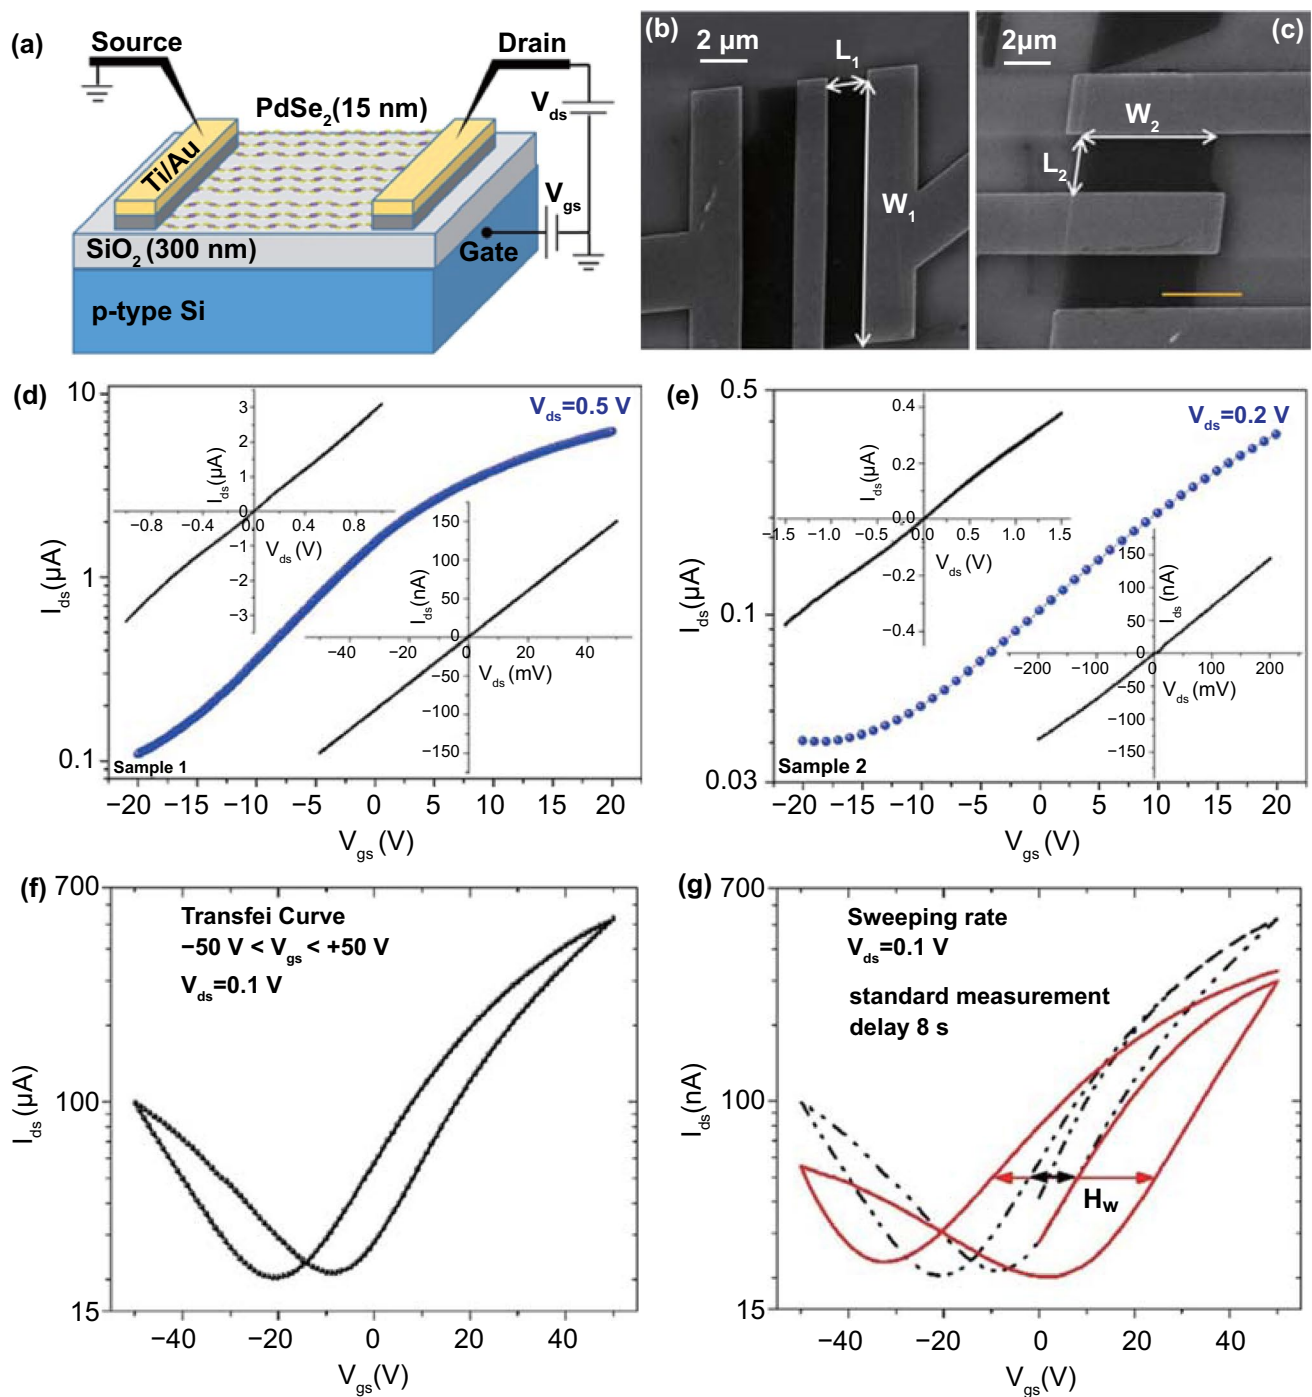 (a)
Source
Drain
PdSe2(15 nm)
Vds
Ti/Au
Vgs
SiO2 (300 nm)
Gate
p-type Si
(b)
2 μm
L1
W1
2μm
(c)
W2
L2
(d)
10
1
0.1
Ids(μA)
Vds=0.5 V
3
2
1
0
−1
−2
−3
Ids(μA)
−0.8
−0.4
0.0
0.4
0.8
Vds(V)
150
100
50
0
−50
−100
−150
Ids(nA)
−40
−20
0
20
40
Vds(mV)
Sample 1
−20
−15
−10
−5
0
5
10
15
20
Vgs(V)
(e)
0.5
0.1
0.03
Ids(μA)
Vds=0.2 V
0.4
0.2
0.0
−0.2
−0.4
Ids(μA)
−1.5
−1.0
−0.5
0.0
0.5
1.0
1.5
Vds(V)
150
100
50
0
−50
−100
−150
Ids(nA)
−200
−100
0
100
200
Vds(mV)
Sample 2
−20
−15
−10
−5
0
5
10
15
20
Vgs(V)
(f)
700
100
15
Ids(μA)
Transfei Curve
−50 V < Vgs < +50 V
Vds=0.1 V
−40
−20
0
20
40
Vgs(V)
(g)
700
100
15
Ids(nA)
Sweeping rate
Vds=0.1 V
standard measurement
delay 8 s
Hw
−40
−20
0
20
40
Vgs(V)